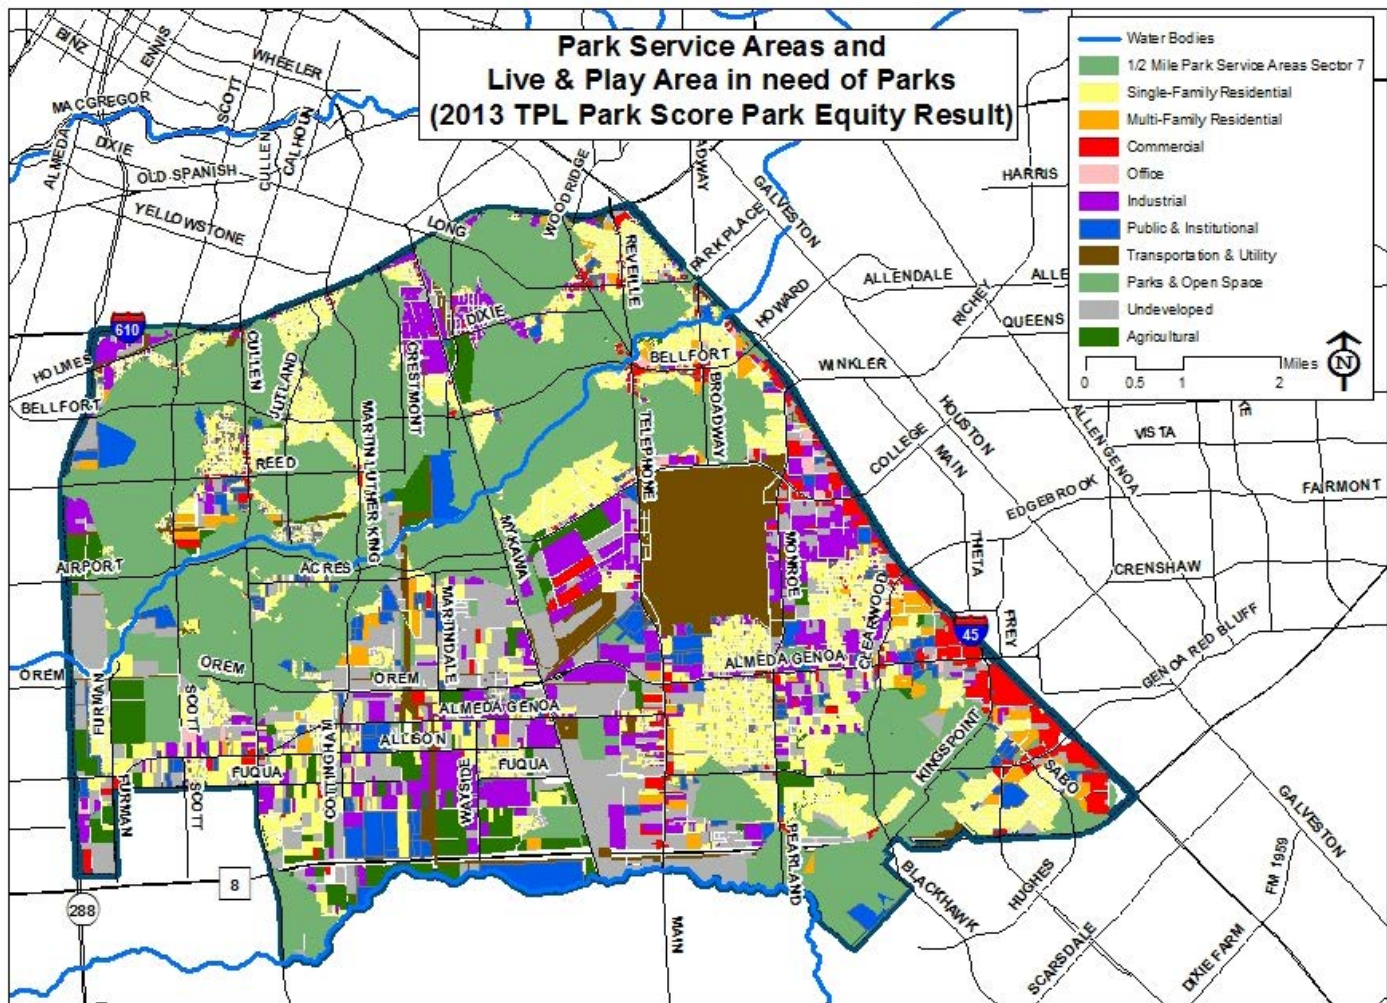 Park Service Areas and
Live & Play Area in need of Parks
(2013 TPL Park Score Park Equity Result)
Water Bodies
1/2 Mile Park Service Areas Sector 7
Single-Family Residential
Multi-Family Residential
Commercial
Office
Industrial
Public & Institutional
Transportation & Utility
Parks & Open Space
Undeveloped
Agricultural
0 0.5 1 2 Miles
N
BINZ
ENNIS
WHEELER
SCOTT
MACGREGOR
ALMEDA
DIXIE
CULLEN
CALHOUN
OLD SPANISH
YELLOWSTONE
LONG
WOODRIDGE
ADWAY
GALVESTON
PARK PLACE
REVEILLE
HARRIS
HOWARD
ALLENDALE
ALLE
RICHEY
QUEENS
610
HOLMES
CULLEN
JUTLAND
DIXIE
CRESTMONT
BELLFORT
BELLFORT
BROADWAY
WINKLER
HOUSTON
ALLEN GENOA
TE
VISTA
COLLEGE
MAIN
REED
MARTIN LUTHER KING
TELEPHONE
EDGEBROOK
FAIRMONT
MYKAWA
MONROE
THETA
AIRPORT
ACRES
CRENSHAW
MARTINDALE
CLEARWOOD
FREY
45
GENOA RED BLUFF
OREM
OREM
OREM
ALMEDA GENOA
FURMAN
SCOTT
ALMEDA GENOA
COTTINGHAM
ALLISON
KINGSPOINT
FUQUA
FUQUA
WAYSIDE
SABO
FURMAN
SCOTT
GALVESTON
PEARLAND
BLACKHAWK
HUGHES
FM 1959
8
288
MAIN
SCARSDALE
DIXIE FARM